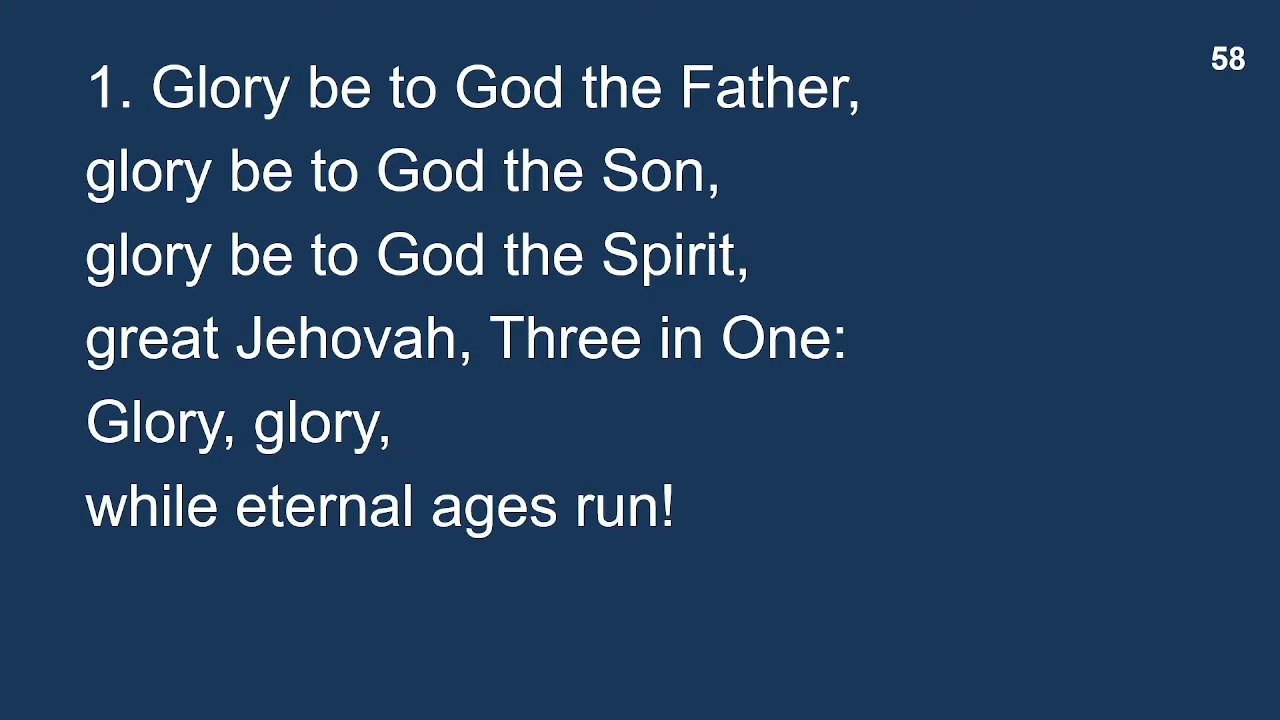 58
1. Glory be to God the Father,
glory be to God the Son,
glory be to God the Spirit,
great Jehovah, Three in One:
Glory, glory,
while eternal ages run!